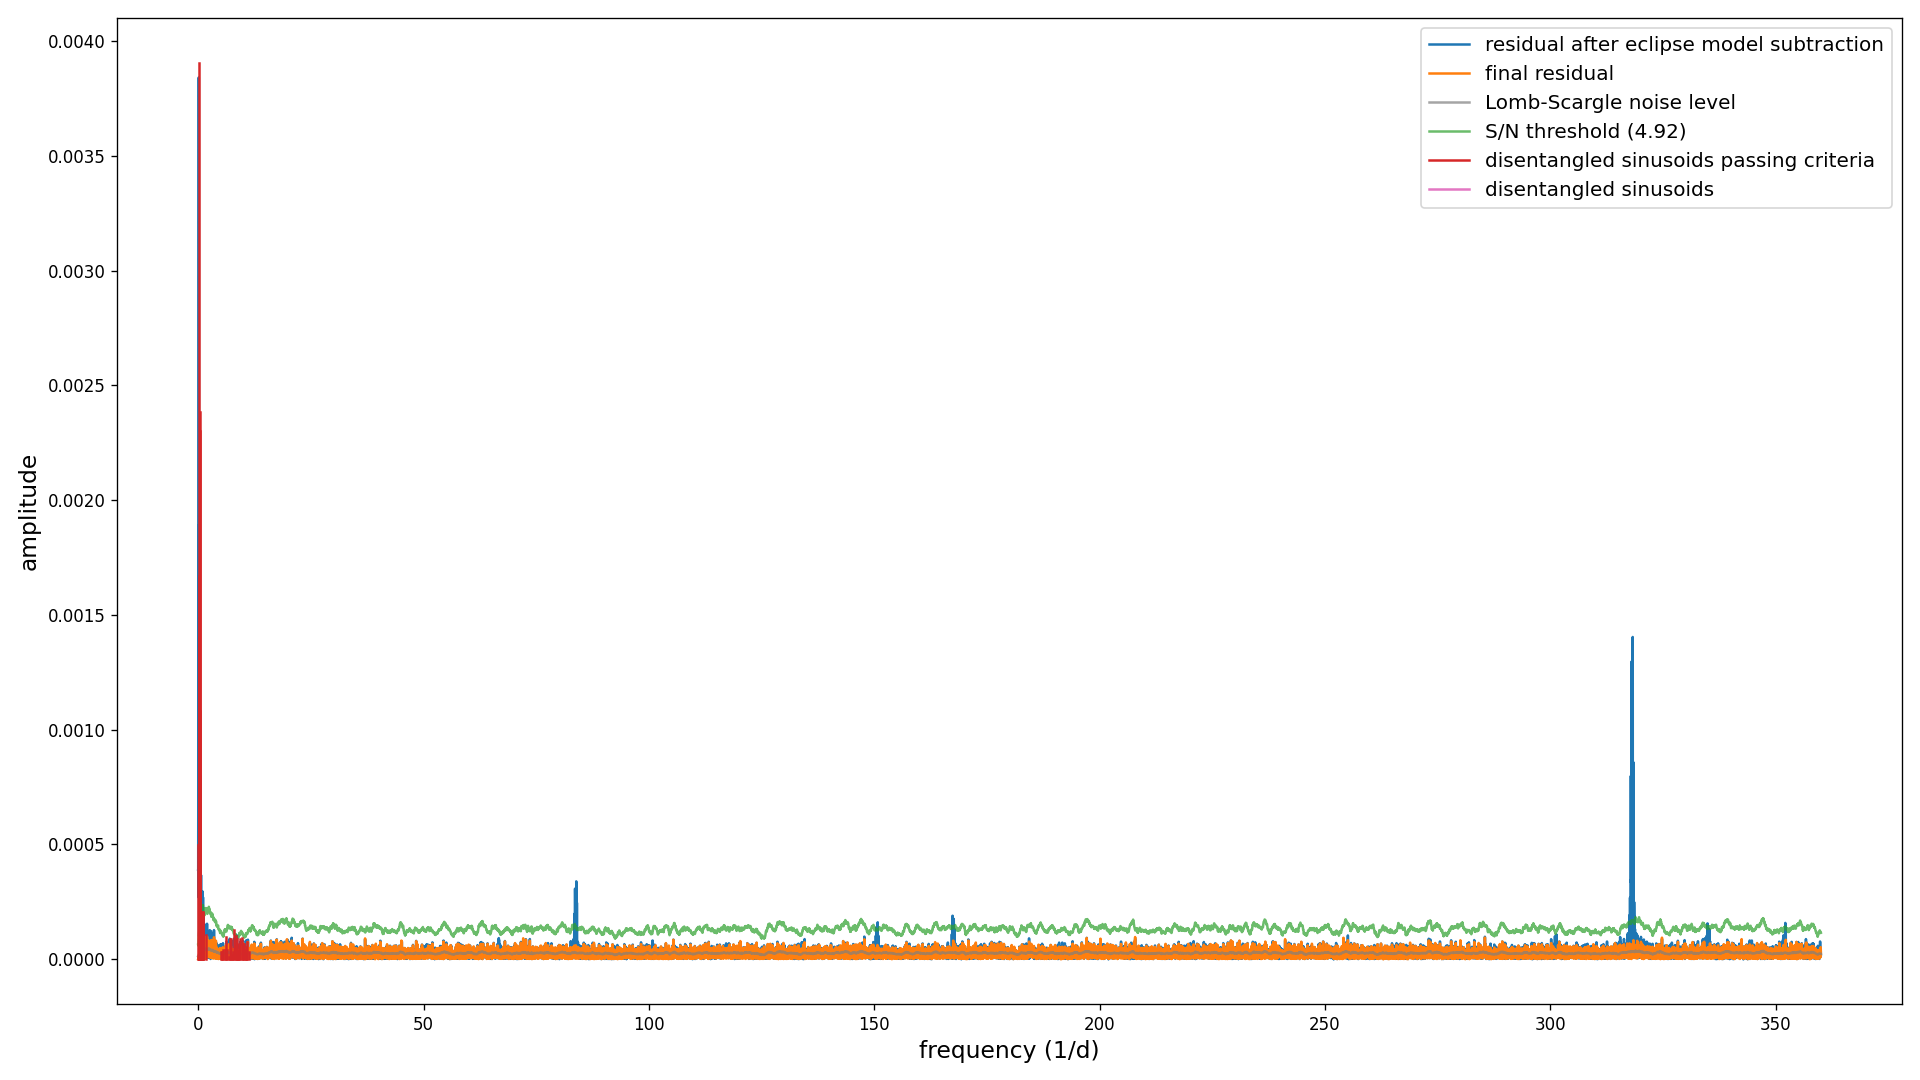 0.0040
0.0035
0.0030
0.0025
0.0020
0.0015
0.0010
0.0005
0.0000
amplitude
0 50 100 150 200 250 300 350
frequency (1/d)
residual after eclipse model subtraction
final residual
Lomb-Scargle noise level
S/N threshold (4.92)
disentangled sinusoids passing criteria
disentangled sinusoids